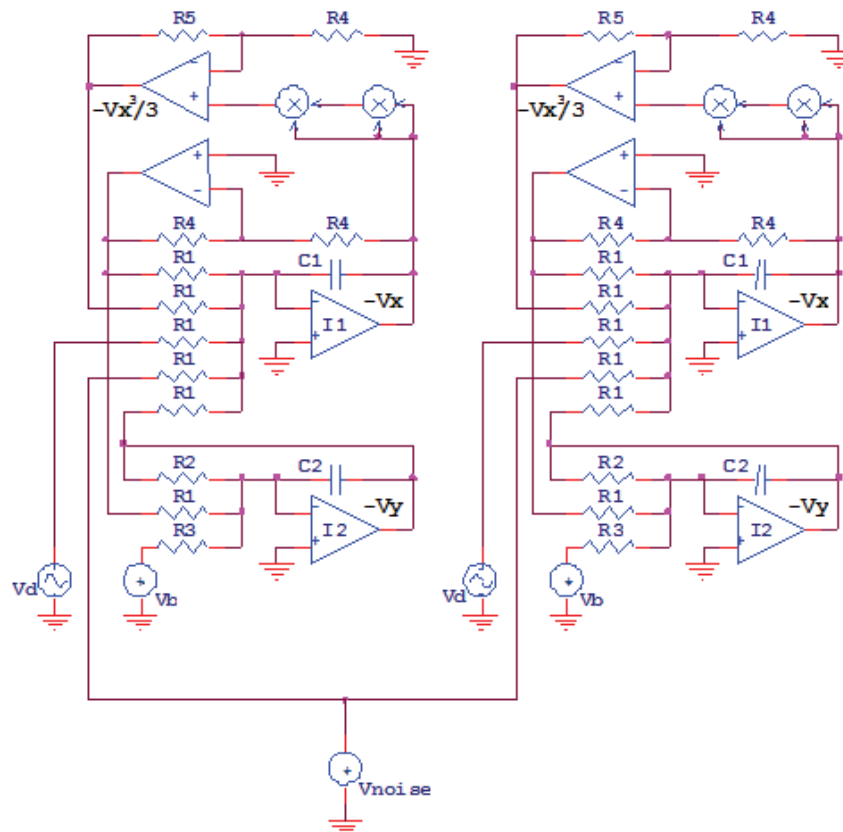 R5 R4 R5 R4
-Vx³/3 -Vx³/3
+ - + -
R4 R4 R4 R4
R1 C1 R1 C1
R1 -Vx R1 -Vx
R1 I1 R1 I1
R1 R1
R1 R1
R2 C2 R2 C2
R1 -Vy R1 -Vy
R3 I2 R3 I2
Vd Vb Vd Vb
Vnoise